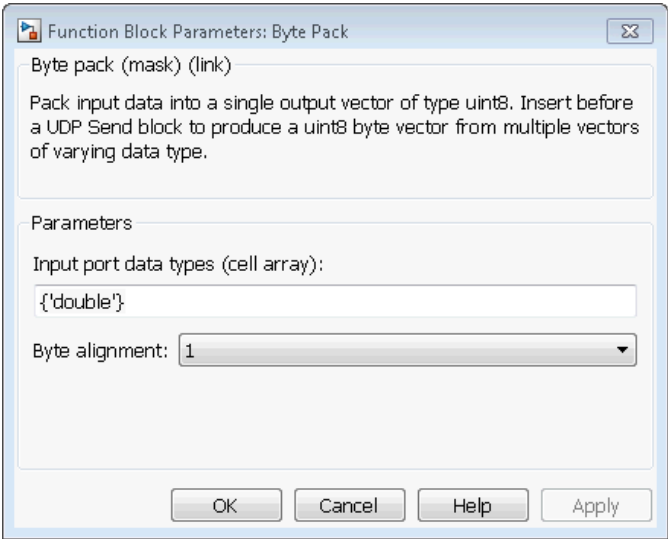 Function Block Parameters: Byte Pack
Byte pack (mask) (link)
Pack input data into a single output vector of type uint8. Insert before
a UDP Send block to produce a uint8 byte vector from multiple vectors
of varying data type.
Parameters
Input port data types (cell array):
{'double'}
Byte alignment: 1
OK Cancel Help Apply